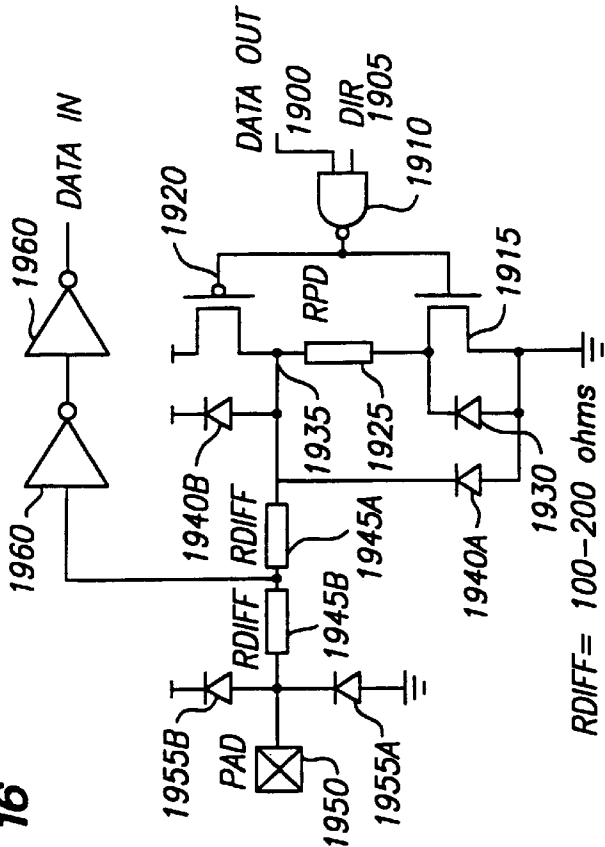 16
1960
1960
DATA IN
DATA OUT
1900
DIR
1905
1910
1920
RPD
1915
1935
1925
1930
1940B
1940A
RDIFF
1945A
RDIFF
1945B
1955B
PAD
1950
1955A
RDIFF= 100-200 ohms